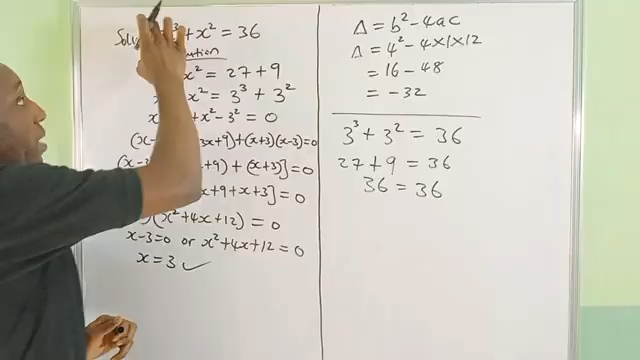 Solv ³ + x² = 36
ution
x² = 27 + 9
x² = 3³ + 3²
x + x² - 3² = 0
(x- 3x+9) + (x+3)(x-3)=0
(x-3 +9) + (x+3)]=0
x+9 + x+3]=0
)(x²+4x+12) = 0
x-3=0 or x²+4x+12=0
x=3 ✓
Δ = b² - 4ac
Δ = 4² - 4×1×12
= 16 - 48
= -32
3³ + 3² = 36
27 + 9 = 36
36 = 36